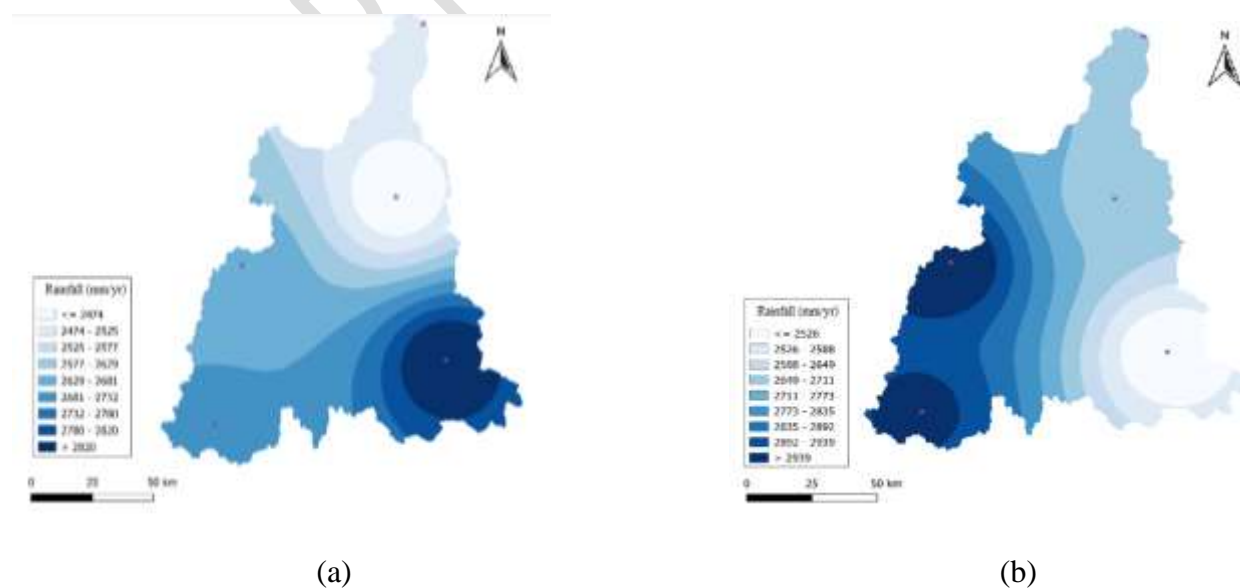 N
N
Rainfall (mm/yr)
<= 2474
2474 - 2525
2525 - 2577
2577 - 2629
2629 - 2681
2681 - 2732
2732 - 2780
2780 - 2820
> 2820
0 20 50 km
Rainfall (mm/yr)
<= 2526
2526 - 2588
2588 - 2649
2649 - 2711
2711 - 2773
2773 - 2835
2835 - 2892
2892 - 2939
> 2939
0 25 50 km
(a)
(b)